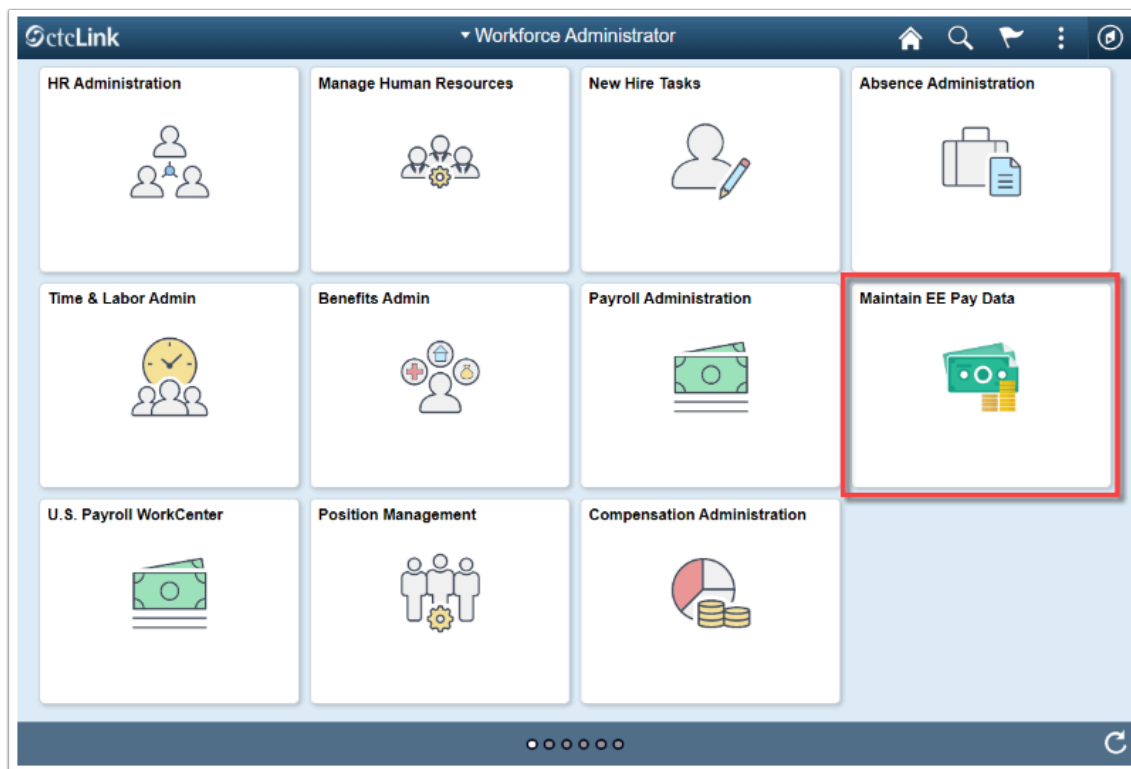 ctcLink
Workforce Administrator
HR Administration
Manage Human Resources
New Hire Tasks
Absence Administration
Time & Labor Admin
Benefits Admin
Payroll Administration
Maintain EE Pay Data
U.S. Payroll WorkCenter
Position Management
Compensation Administration